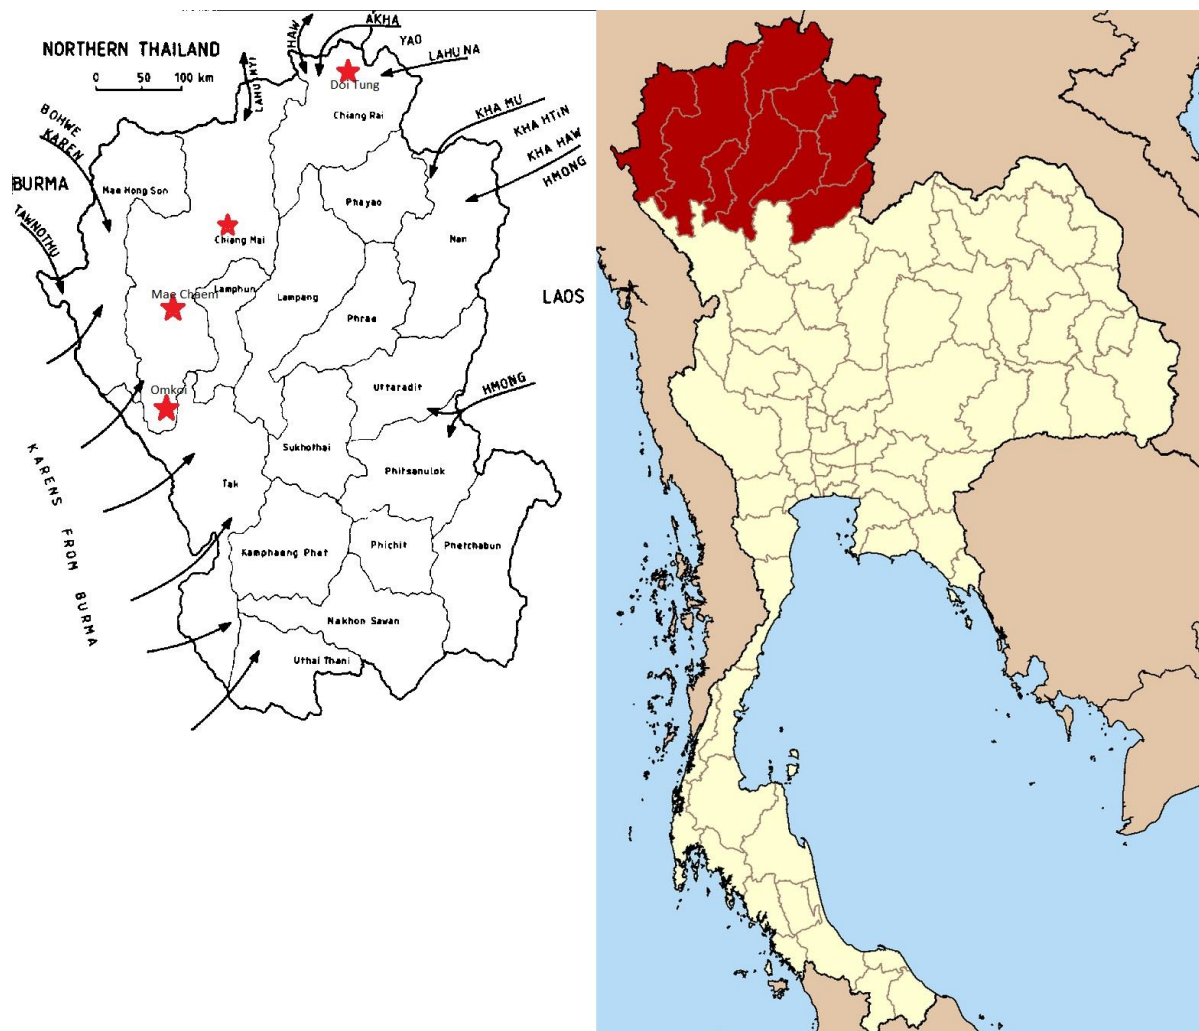 NORTHERN THAILAND
0 50 100 km
HAW
AKHA
YAO
LAHU NA
LAHU NYI
Doi Tung
Chiang Rai
KHA MU
KHA HTIN
KHA HAW
HMONG
BOHWE
KAREN
BURMA
Mae Hong Son
TAWNOTHU
Phayao
Nan
Chiang Mai
Lamphun
Mae Chaem
Lampang
LAOS
Phrae
Omkoi
Uttaradit
HMONG
Sukhothai
Phitsanulok
Tak
KARENS FROM BURMA
Kamphaeng Phet
Phichit
Phetchabun
Nakhon Sawan
Uthai Thani